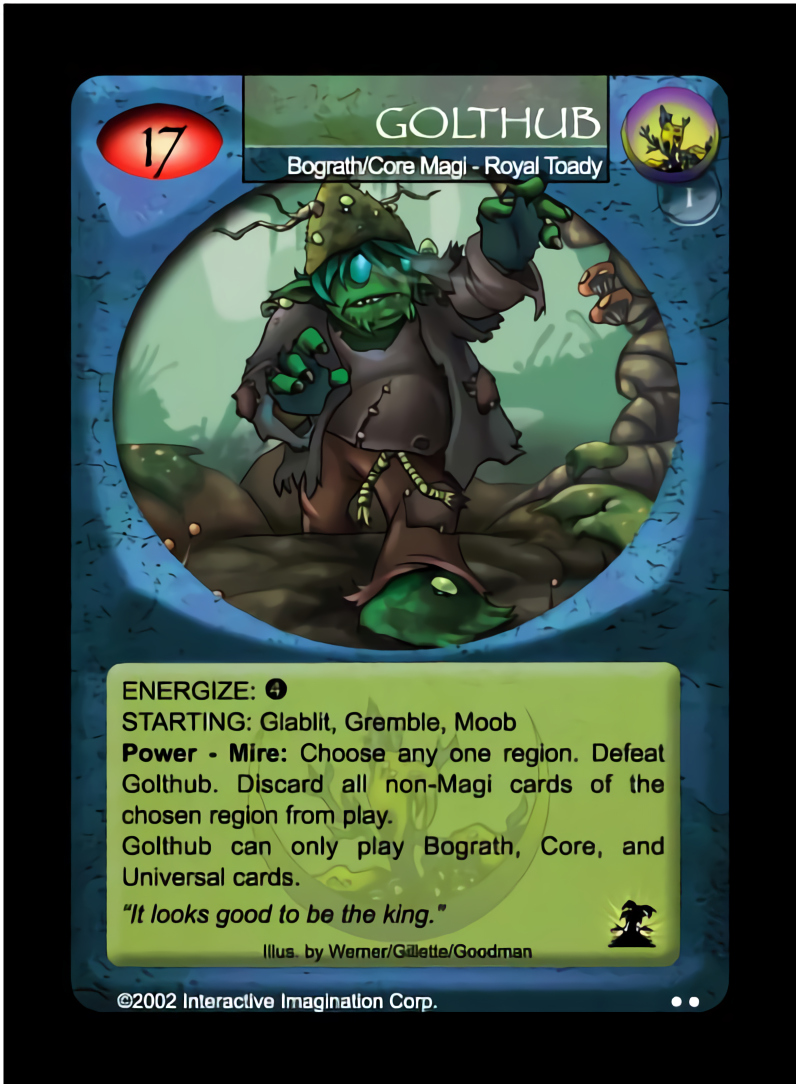 17
GOLTHUB
Bograth/Core Magi - Royal Toady
1
ENERGIZE: 4
STARTING: Glablit, Gremble, Moob
Power - Mire: Choose any one region. Defeat
Golthub. Discard all non-Magi cards of the
chosen region from play.
Golthub can only play Bograth, Core, and
Universal cards.
"It looks good to be the king."
Illus. by Werner/Gillette/Goodman
©2002 Interactive Imagination Corp.